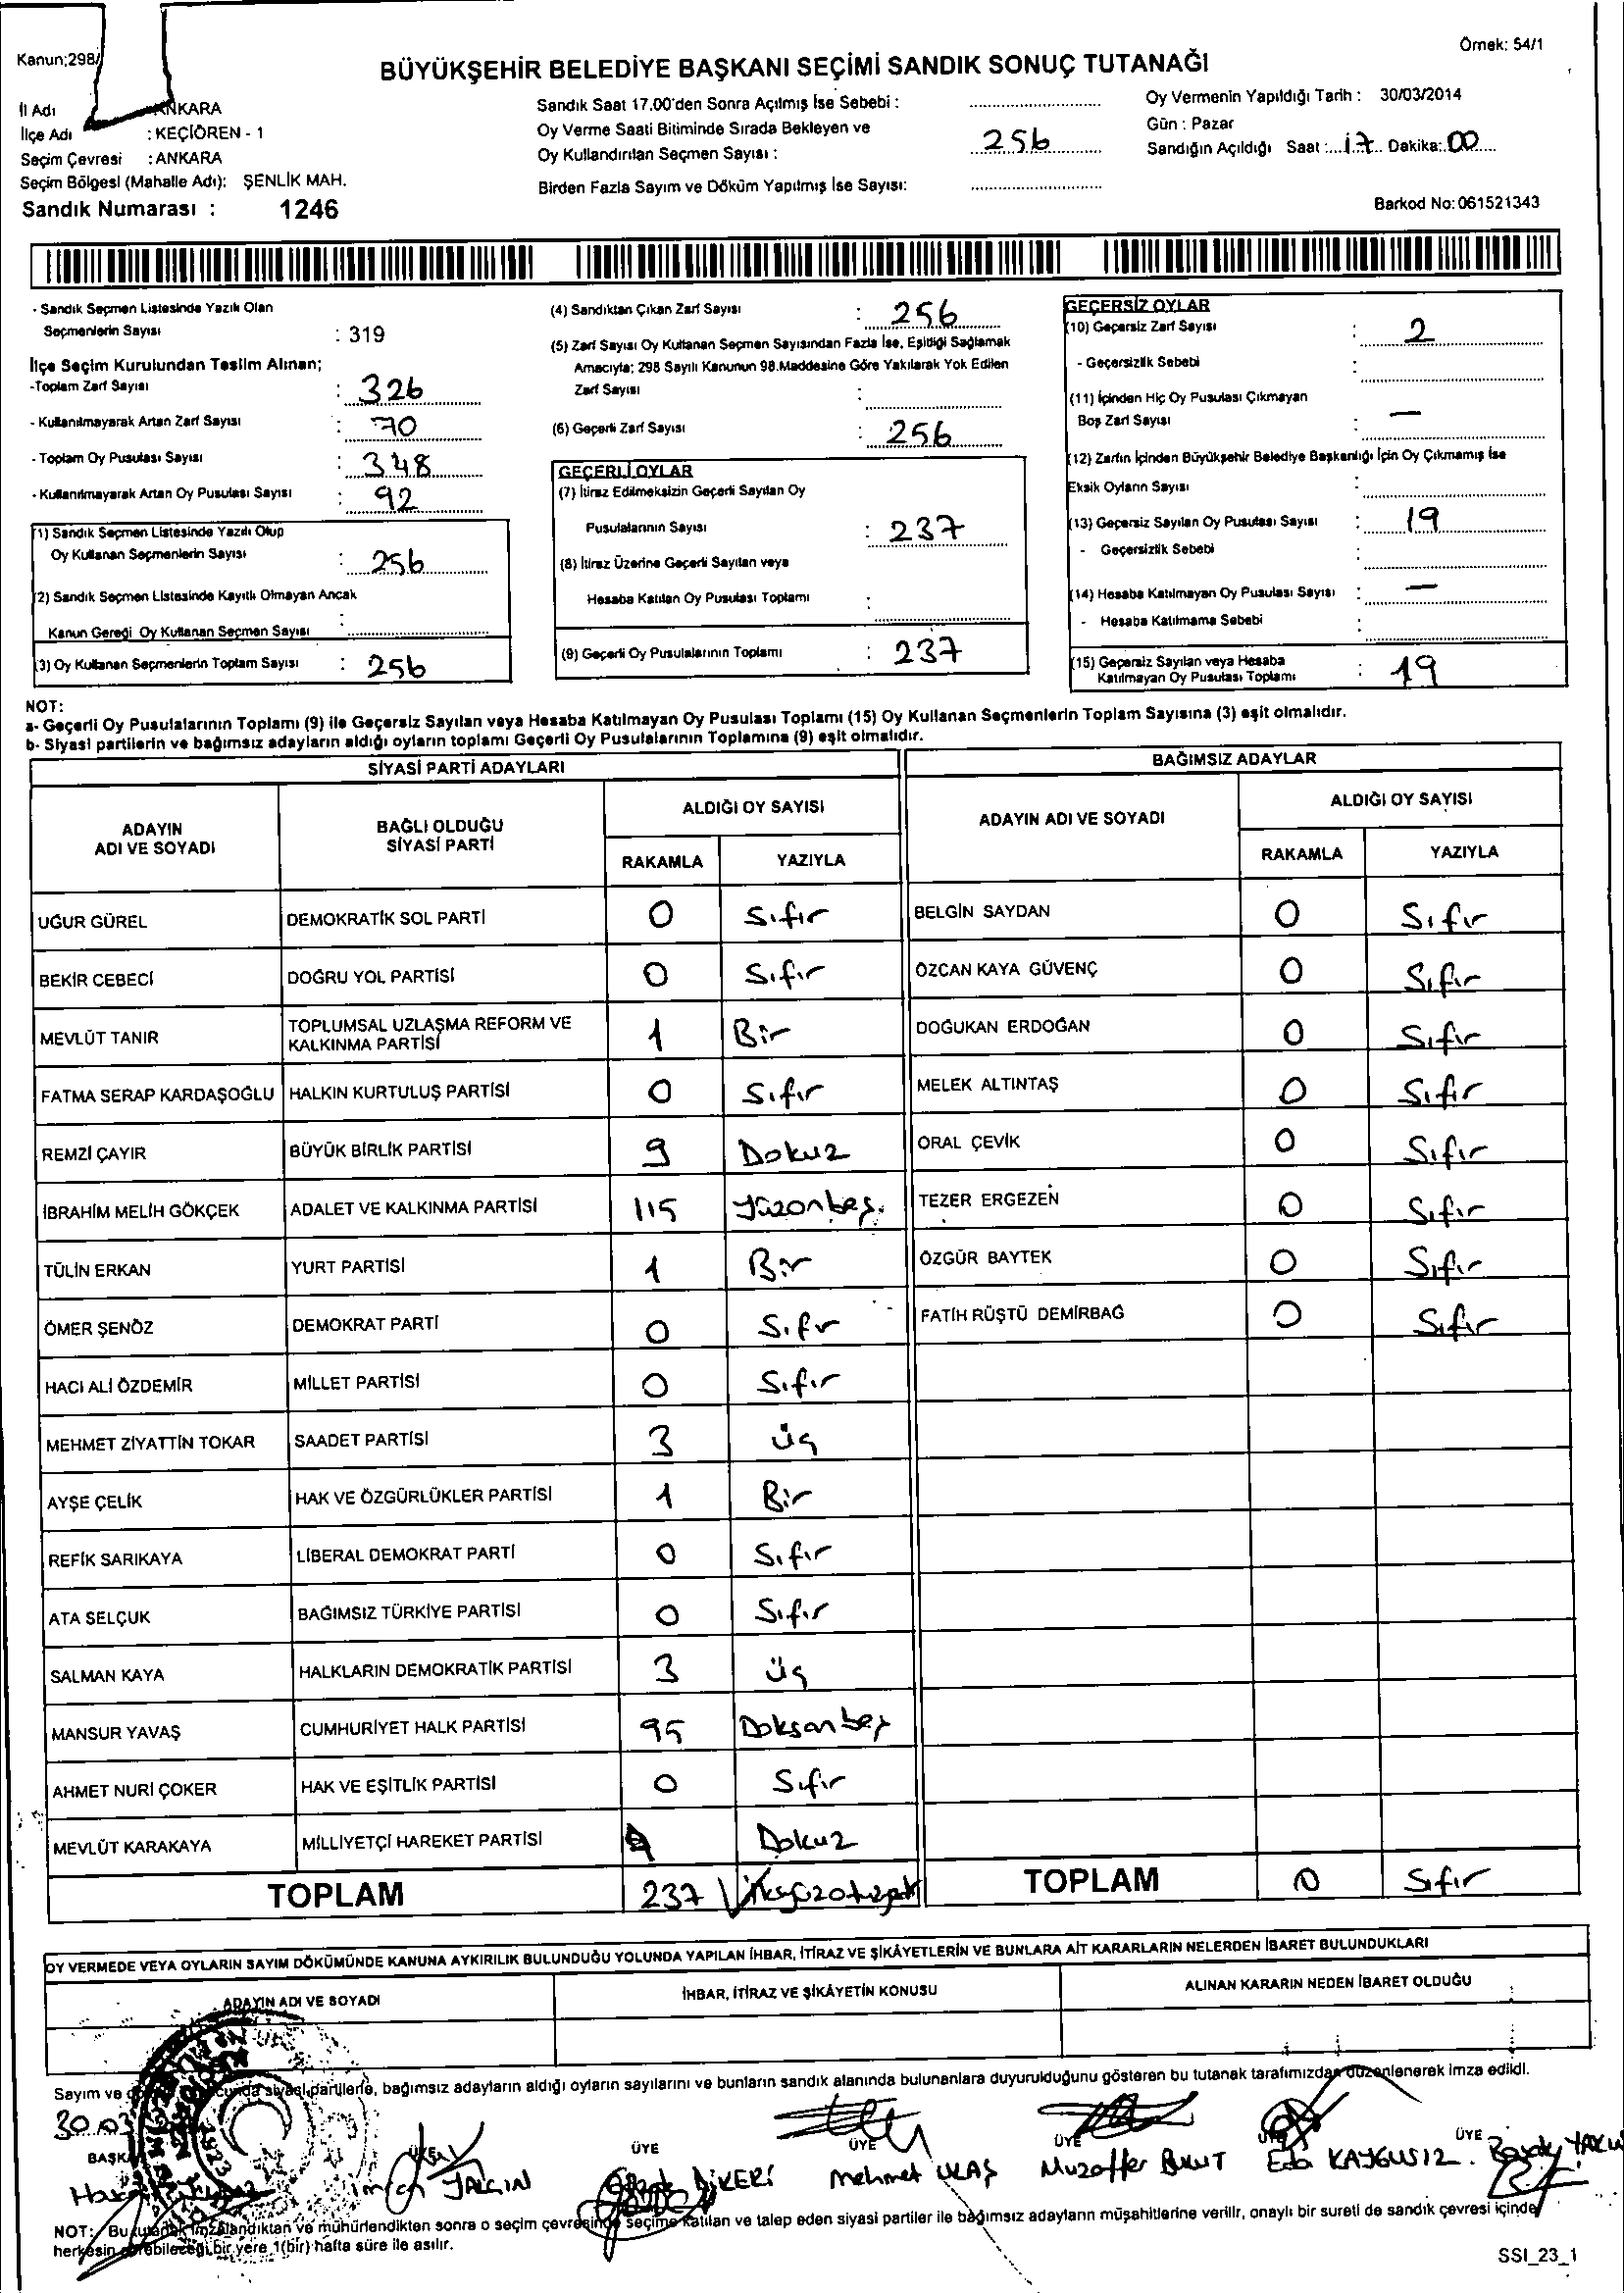 Kanun;298/
Örnek: 54/1
BÜYÜKŞEHİR BELEDİYE BAŞKANI SEÇİMİ SANDIK SONUÇ TUTANAĞI
İl Adı ANKARA
İlçe Adı : KEÇİÖREN - 1
Seçim Çevresi : ANKARA
Seçim Bölgesi (Mahalle Adı): ŞENLİK MAH.
Sandık Numarası : 1246
Sandık Saat 17.00'den Sonra Açılmış İse Sebebi :
Oy Verme Saati Bitiminde Sırada Bekleyen ve
Oy Kullandırılan Seçmen Sayısı : 256
Birden Fazla Sayım ve Döküm Yapılmış İse Sayısı:
Oy Vermenin Yapıldığı Tarih : 30/03/2014
Gün : Pazar
Sandığın Açıldığı Saat : 17 Dakika: 00
Barkod No: 061521343
- Sandık Seçmen Listesinde Yazılı Olan
Seçmenlerin Sayısı : 319
İlçe Seçim Kurulundan Teslim Alınan;
-Toplam Zarf Sayısı : 326
- Kullanılmayarak Artan Zarf Sayısı : 70
- Toplam Oy Pusulası Sayısı : 348
- Kullanılmayarak Artan Oy Pusulası Sayısı : 92
(1) Sandık Seçmen Listesinde Yazılı Olup
Oy Kullanan Seçmenlerin Sayısı : 256
(2) Sandık Seçmen Listesinde Kayıtlı Olmayan Ancak
Kanun Gereği Oy Kullanan Seçmen Sayısı :
(3) Oy Kullanan Seçmenlerin Toplam Sayısı : 256
(4) Sandıktan Çıkan Zarf Sayısı : 256
(5) Zarf Sayısı Oy Kullanan Seçmen Sayısından Fazla İse, Eşitliği Sağlamak
Amacıyla; 298 Sayılı Kanunun 98.Maddesine Göre Yakılarak Yok Edilen
Zarf Sayısı :
(6) Geçerli Zarf Sayısı : 256
GEÇERLİ OYLAR
(7) İtiraz Edilmeksizin Geçerli Sayılan Oy
Pusulalarının Sayısı : 237
(8) İtiraz Üzerine Geçerli Sayılan veya
Hesaba Katılan Oy Pusulası Toplamı :
(9) Geçerli Oy Pusulalarının Toplamı : 237
GEÇERSİZ OYLAR
(10) Geçersiz Zarf Sayısı : 2
- Geçersizlik Sebebi :
(11) İçinden Hiç Oy Pusulası Çıkmayan
Boş Zarf Sayısı : —
(12) Zarfın İçinden Büyükşehir Belediye Başkanlığı İçin Oy Çıkmamış İse
Eksik Oyların Sayısı :
(13) Geçersiz Sayılan Oy Pusulası Sayısı : 19
- Geçersizlik Sebebi :
(14) Hesaba Katılmayan Oy Pusulası Sayısı : —
- Hesaba Katılmama Sebebi :
(15) Geçersiz Sayılan veya Hesaba
Katılmayan Oy Pusulası Toplamı : 19
NOT:
a- Geçerli Oy Pusulalarının Toplamı (9) ile Geçersiz Sayılan veya Hesaba Katılmayan Oy Pusulası Toplamı (15) Oy Kullanan Seçmenlerin Toplam Sayısına (3) eşit olmalıdır.
b- Siyasi partilerin ve bağımsız adayların aldığı oyların toplamı Geçerli Oy Pusulalarının Toplamına (9) eşit olmalıdır.
SİYASİ PARTİ ADAYLARI
ADAYIN ADI VE SOYADI
BAĞLI OLDUĞU SİYASİ PARTİ
ALDIĞI OY SAYISI
RAKAMLA YAZIYLA
UĞUR GÜREL DEMOKRATİK SOL PARTİ 0 Sıfır
BEKİR CEBECİ DOĞRU YOL PARTİSİ 0 Sıfır
MEVLÜT TANIR TOPLUMSAL UZLAŞMA REFORM VE KALKINMA PARTİSİ 1 Bir
FATMA SERAP KARDAŞOĞLU HALKIN KURTULUŞ PARTİSİ 0 Sıfır
REMZİ ÇAYIR BÜYÜK BİRLİK PARTİSİ 9 Dokuz
İBRAHİM MELİH GÖKÇEK ADALET VE KALKINMA PARTİSİ 115 Yüzonbeş.
TÜLİN ERKAN YURT PARTİSİ 1 Bir
ÖMER ŞENÖZ DEMOKRAT PARTİ 0 Sıfır
HACI ALİ ÖZDEMİR MİLLET PARTİSİ 0 Sıfır
MEHMET ZİYATTİN TOKAR SAADET PARTİSİ 3 üç
AYŞE ÇELİK HAK VE ÖZGÜRLÜKLER PARTİSİ 1 Bir
REFİK SARIKAYA LİBERAL DEMOKRAT PARTİ 0 Sıfır
ATA SELÇUK BAĞIMSIZ TÜRKİYE PARTİSİ 0 Sıfır
SALMAN KAYA HALKLARIN DEMOKRATİK PARTİSİ 3 üç
MANSUR YAVAŞ CUMHURİYET HALK PARTİSİ 95 Doksanbeş
AHMET NURİ ÇOKER HAK VE EŞİTLİK PARTİSİ 0 Sıfır
MEVLÜT KARAKAYA MİLLİYETÇİ HAREKET PARTİSİ 9 Dokuz
TOPLAM 237
BAĞIMSIZ ADAYLAR
ADAYIN ADI VE SOYADI
ALDIĞI OY SAYISI
RAKAMLA YAZIYLA
BELGİN SAYDAN 0 Sıfır
ÖZCAN KAYA GÜVENÇ 0 Sıfır
DOĞUKAN ERDOĞAN 0 Sıfır
MELEK ALTINTAŞ 0 Sıfır
ORAL ÇEVİK 0 Sıfır
TEZER ERGEZEN 0 Sıfır
ÖZGÜR BAYTEK 0 Sıfır
FATİH RÜŞTÜ DEMİRBAĞ 0 Sıfır
TOPLAM 0 Sıfır
OY VERMEDE VEYA OYLARIN SAYIM DÖKÜMÜNDE KANUNA AYKIRILIK BULUNDUĞU YOLUNDA YAPILAN İHBAR, İTİRAZ VE ŞİKÂYETLERİN VE BUNLARA AİT KARARLARIN NELERDEN İBARET BULUNDUKLARI
ADAYIN ADI VE SOYADI
İHBAR, İTİRAZ VE ŞİKÂYETİN KONUSU
ALINAN KARARIN NEDEN İBARET OLDUĞU
Sayım ve siyasi partilerle, bağımsız adayların aldığı oyların sayılarını ve bunların sandık alanında bulunanlara duyurulduğunu gösteren bu tutanak tarafımızdan düzenlenerek imza edildi.
30.03
BAŞKAN ÜYE ÜYE ÜYE ÜYE ÜYE ÜYE
YALÇIN DİKERİ Mehmet ULAŞ Muzaffer BULUT Eda KAYGUSIZ.
NOT: Bu tutanak imzalandıktan ve mühürlendikten sonra o seçim çevresinde seçime katılan ve talep eden siyasi partiler ile bağımsız adayların müşahitlerine verilir, onaylı bir sureti de sandık çevresi içinde
herkesin görebileceği bir yere 1(bir) hafta süre ile asılır.
SSI_23_1